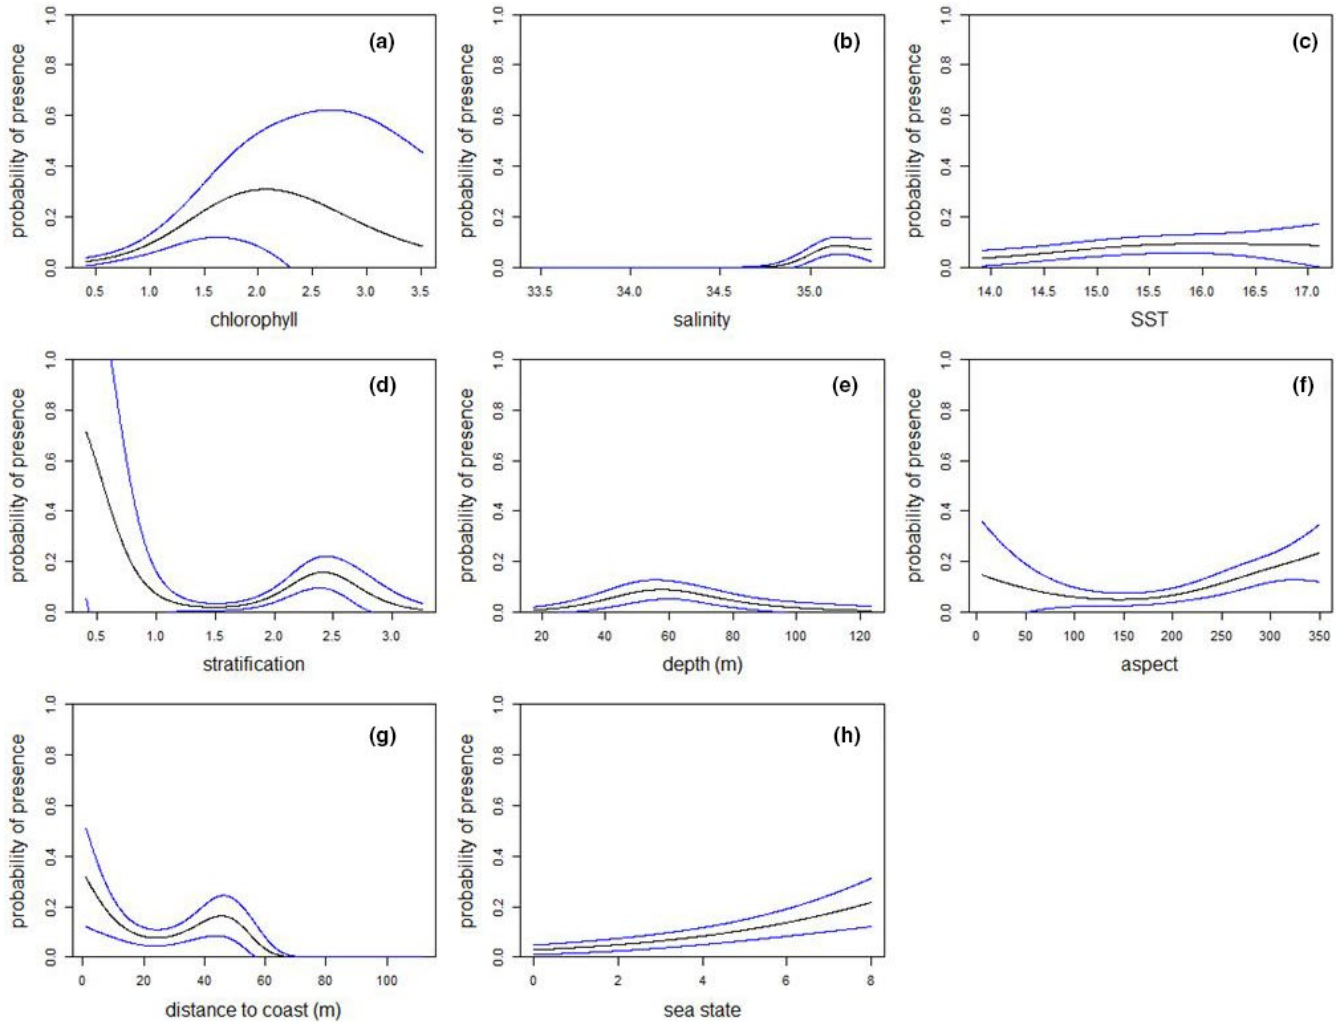 (a)
probability of presence
0.0 0.2 0.4 0.6 0.8 1.0
0.5 1.0 1.5 2.0 2.5 3.0 3.5
chlorophyll
(b)
probability of presence
0.0 0.2 0.4 0.6 0.8 1.0
33.5 34.0 34.5 35.0
salinity
(c)
probability of presence
0.0 0.2 0.4 0.6 0.8 1.0
14.0 14.5 15.0 15.5 16.0 16.5 17.0
SST
(d)
probability of presence
0.0 0.2 0.4 0.6 0.8 1.0
0.5 1.0 1.5 2.0 2.5 3.0
stratification
(e)
probability of presence
0.0 0.2 0.4 0.6 0.8 1.0
20 40 60 80 100 120
depth (m)
(f)
probability of presence
0.0 0.2 0.4 0.6 0.8 1.0
0 50 100 150 200 250 300 350
aspect
(g)
probability of presence
0.0 0.2 0.4 0.6 0.8 1.0
0 20 40 60 80 100
distance to coast (m)
(h)
probability of presence
0.0 0.2 0.4 0.6 0.8 1.0
0 2 4 6 8
sea state